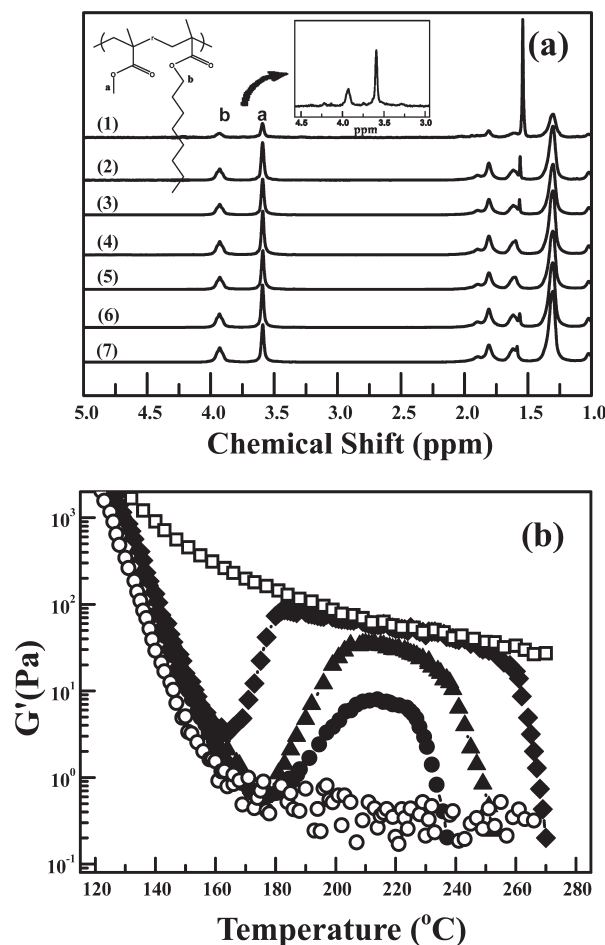 (a)
r
O
O
O
O
a
b
b
a
4.5 4.0 3.5 3.0
ppm
(1)
(2)
(3)
(4)
(5)
(6)
(7)
5.0 4.5 4.0 3.5 3.0 2.5 2.0 1.5 1.0
Chemical Shift (ppm)
(b)
10³
10²
10¹
10⁰
10⁻¹
G'(Pa)
120 140 160 180 200 220 240 260 280
Temperature (°C)